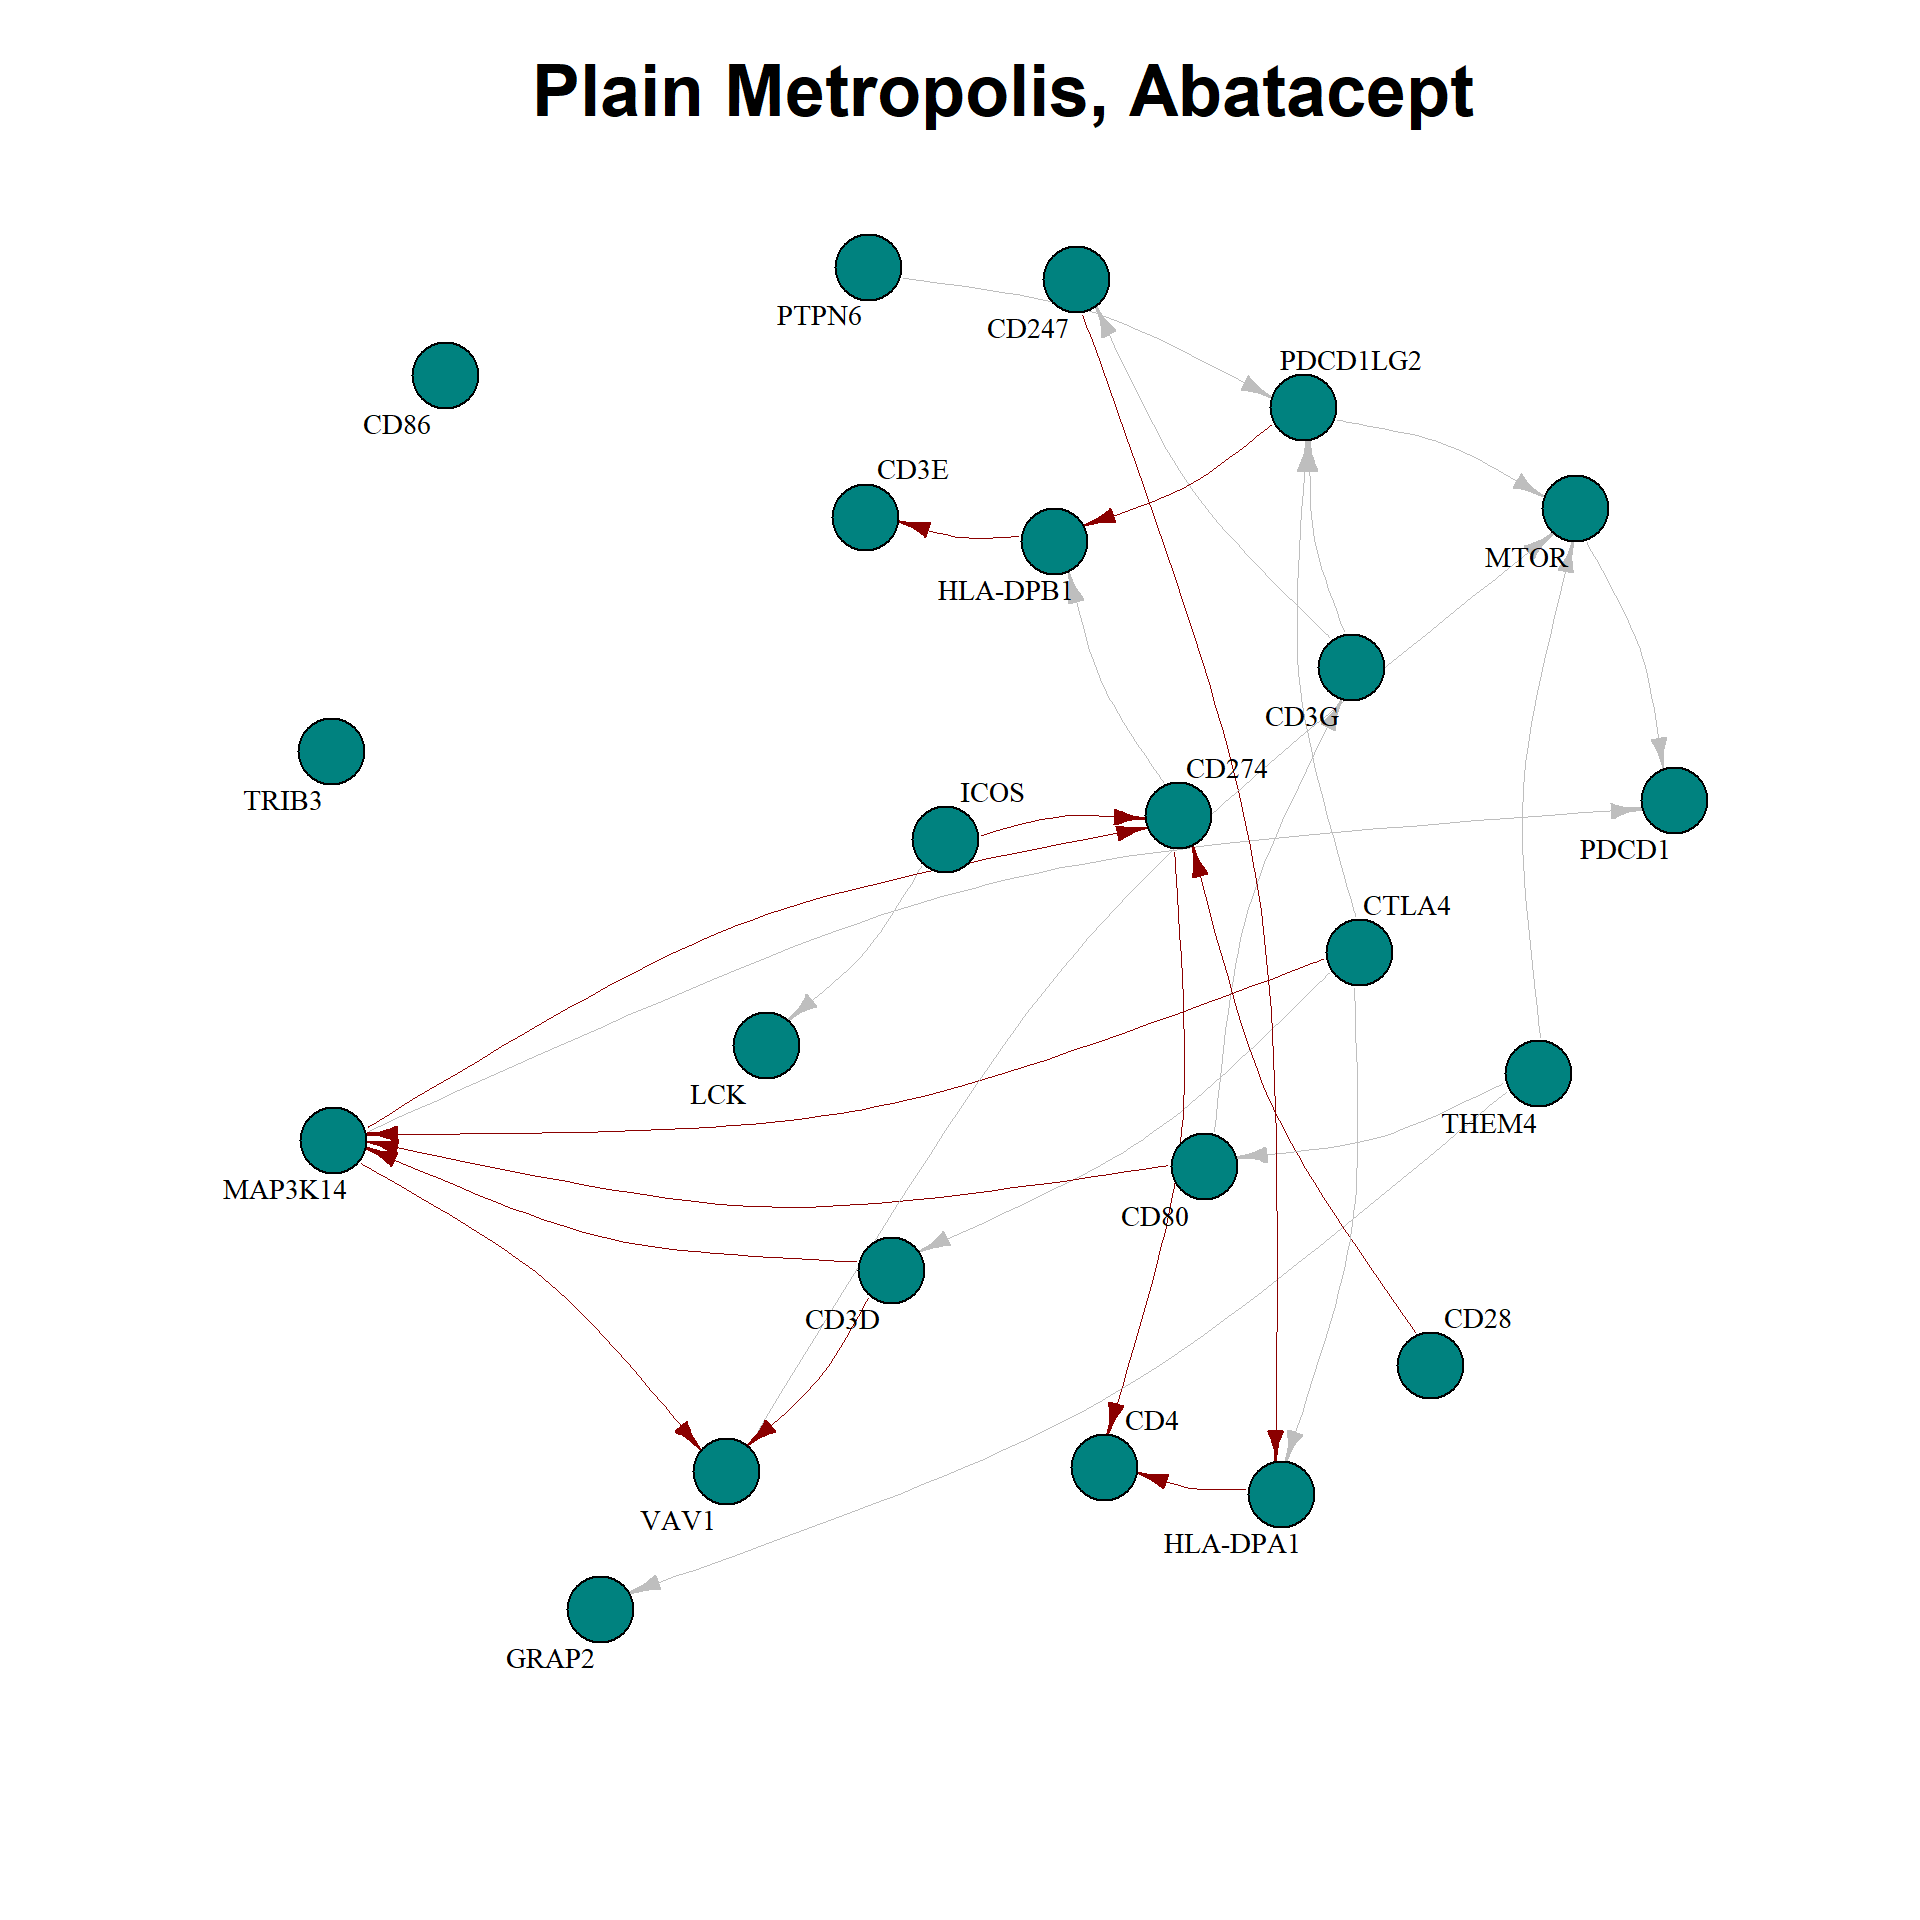 Plain Metropolis, Abatacept
PTPN6
CD247
PDCD1LG2
CD86
CD3E
MTOR
HLA-DPB1
CD3G
CD274
ICOS
TRIB3
PDCD1
CTLA4
LCK
THEM4
MAP3K14
CD80
CD3D
CD28
CD4
VAV1
HLA-DPA1
GRAP2